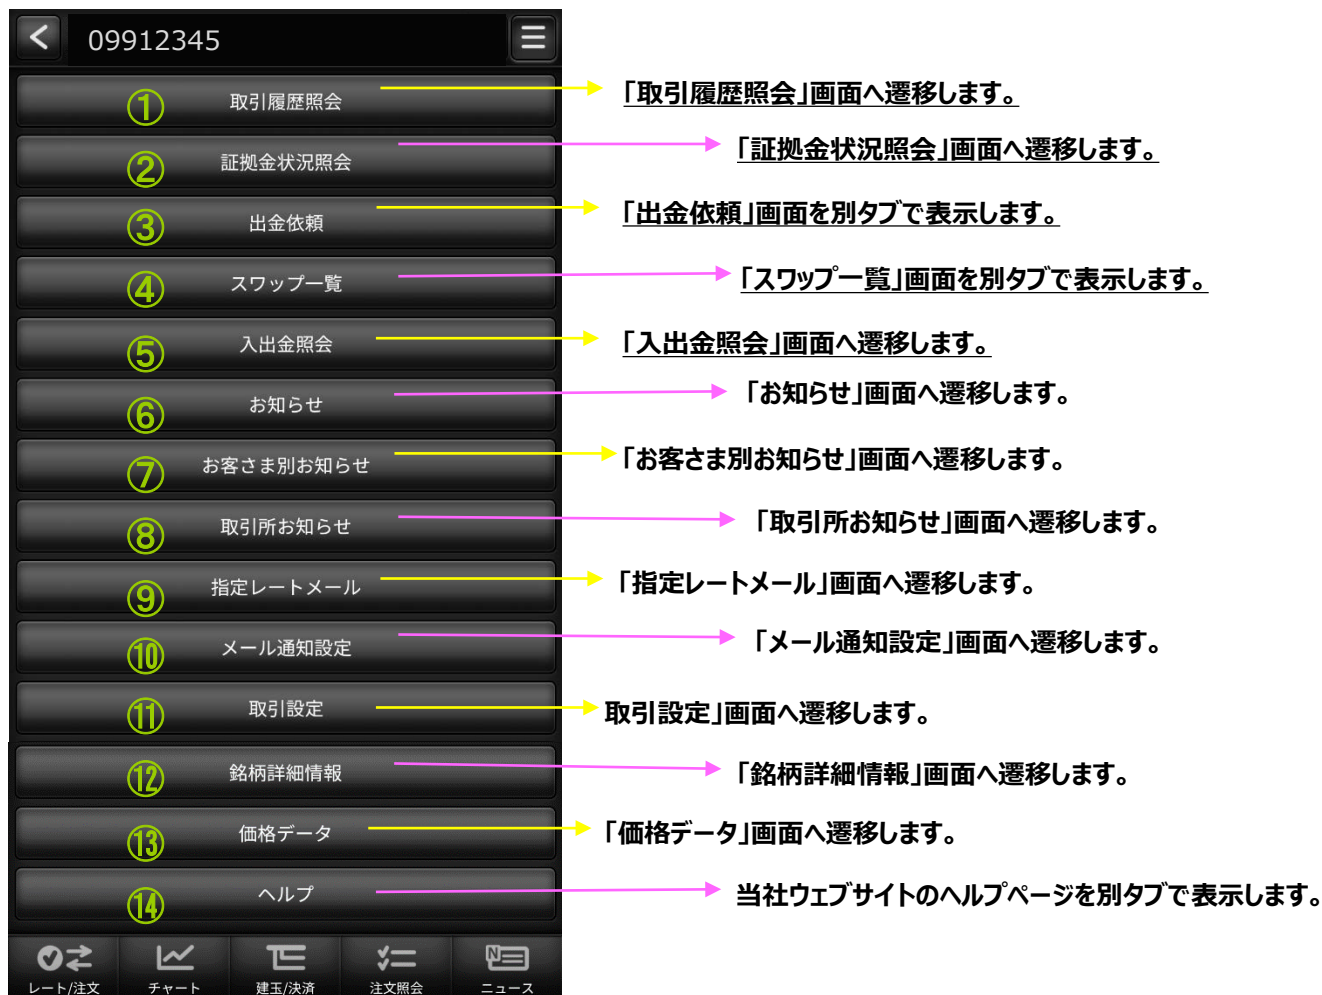 09912345
① 取引履歴照会 「取引履歴照会」画面へ遷移します。
② 証拠金状況照会 「証拠金状況照会」画面へ遷移します。
③ 出金依頼 「出金依頼」画面を別タブで表示します。
④ スワップ一覧 「スワップ一覧」画面を別タブで表示します。
⑤ 入出金照会 「入出金照会」画面へ遷移します。
⑥ お知らせ 「お知らせ」画面へ遷移します。
⑦ お客さま別お知らせ 「お客さま別お知らせ」画面へ遷移します。
⑧ 取引所お知らせ 「取引所お知らせ」画面へ遷移します。
⑨ 指定レートメール 「指定レートメール」画面へ遷移します。
⑩ メール通知設定 「メール通知設定」画面へ遷移します。
⑪ 取引設定 取引設定」画面へ遷移します。
⑫ 銘柄詳細情報 「銘柄詳細情報」画面へ遷移します。
⑬ 価格データ 「価格データ」画面へ遷移します。
⑭ ヘルプ 当社ウェブサイトのヘルプページを別タブで表示します。
N
レート/注文 チャート 建玉/決済 注文照会 ニュース